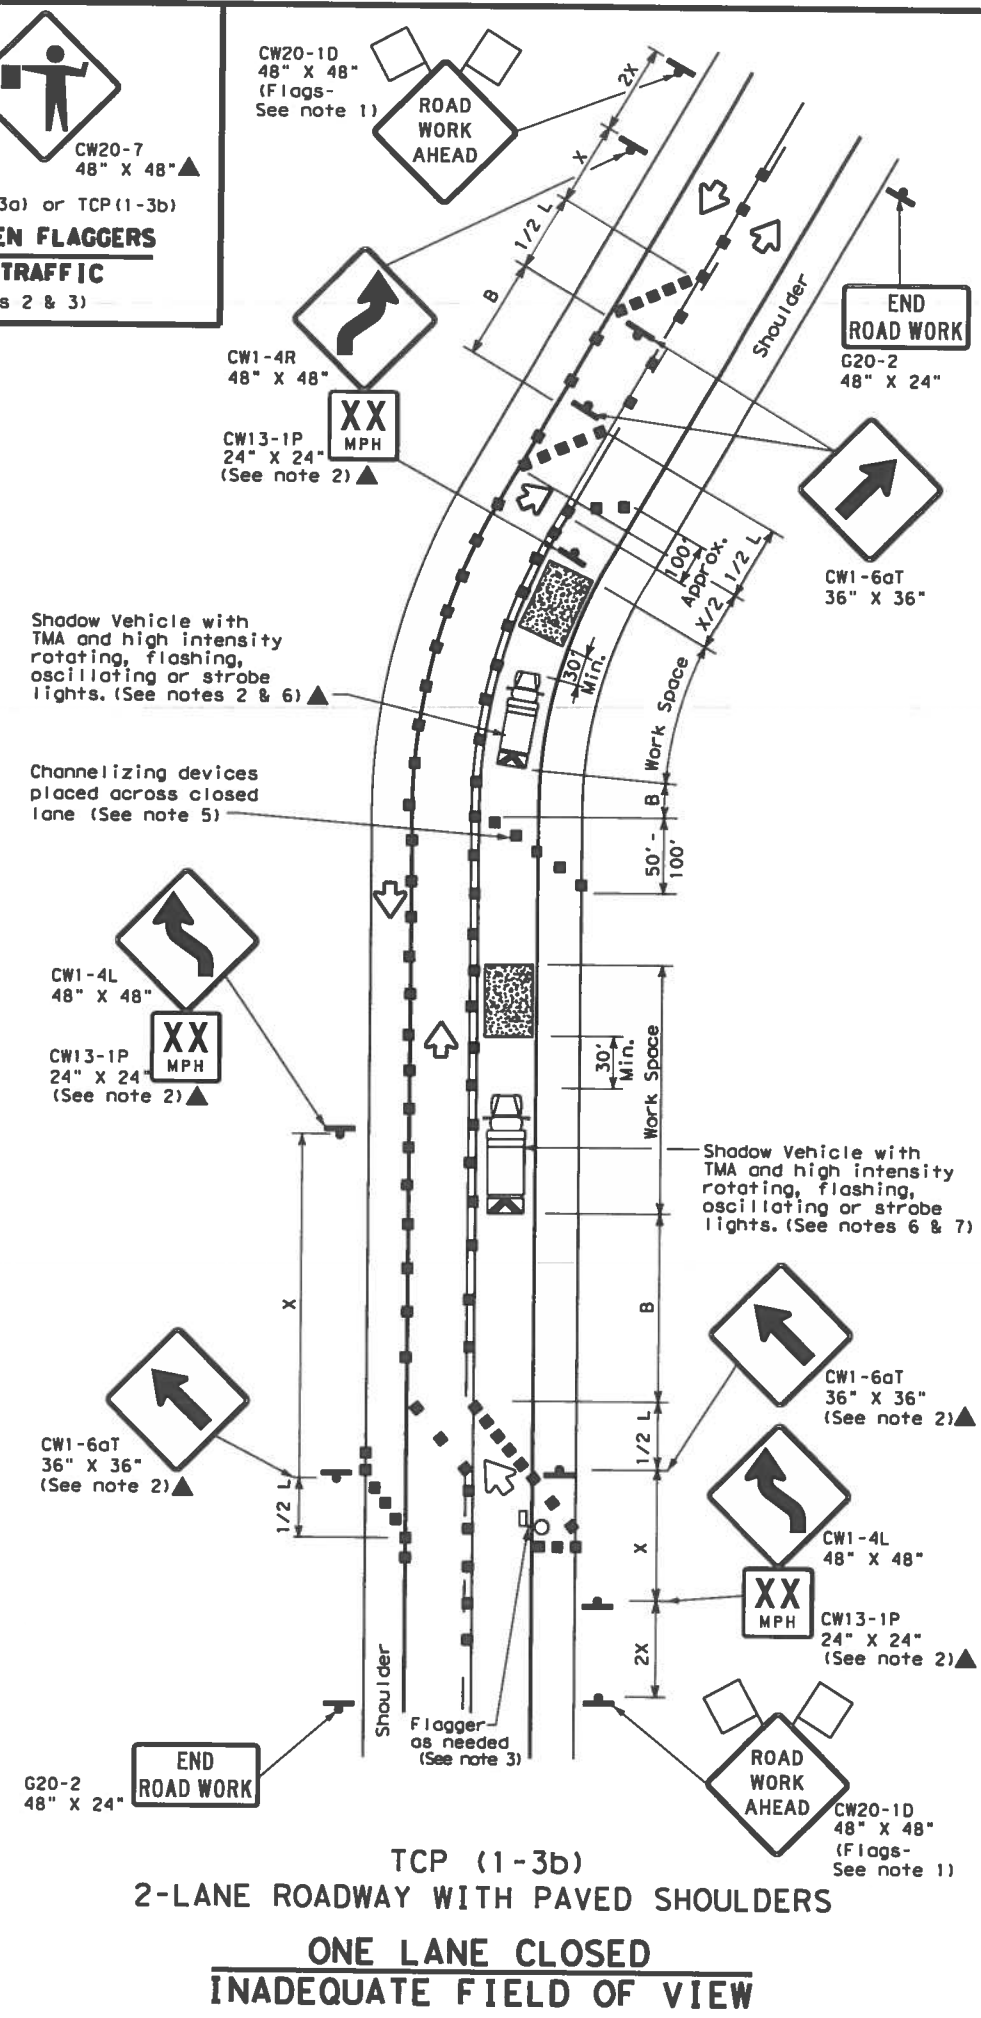 CW20-7
48" X 48"
3a) or TCP(1-3b)
EN FLAGGERS
TRAFFIC
s 2 & 3)
CW20-1D
48" X 48"
(Flags-
See note 1)
ROAD
WORK
AHEAD
2X
X
1/2 L
B
Shoulder
END
ROAD WORK
G20-2
48" X 24"
CW1-4R
48" X 48"
XX
MPH
CW13-1P
24" X 24"
(See note 2)
CW1-6aT
36" X 36"
100'
Approx.
1/2 L
X/2
Shadow Vehicle with
TMA and high intensity
rotating, flashing,
oscillating or strobe
lights. (See notes 2 & 6)
30'
Min.
Work Space
B
Channelizing devices
placed across closed
lane (See note 5)
50' -
100'
CW1-4L
48" X 48"
XX
MPH
CW13-1P
24" X 24"
(See note 2)
30'
Min.
Work Space
Shadow Vehicle with
TMA and high intensity
rotating, flashing,
oscillating or strobe
lights. (See notes 6 & 7)
X
B
CW1-6aT
36" X 36"
(See note 2)
1/2 L
CW1-6aT
36" X 36"
(See note 2)
1/2 L
X
CW1-4L
48" X 48"
XX
MPH
CW13-1P
24" X 24"
(See note 2)
2X
Shoulder
Flagger
as needed
(See note 3)
END
ROAD WORK
G20-2
48" X 24"
ROAD
WORK
AHEAD
CW20-1D
48" X 48"
(Flags-
See note 1)
TCP (1-3b)
2-LANE ROADWAY WITH PAVED SHOULDERS
ONE LANE CLOSED
INADEQUATE FIELD OF VIEW